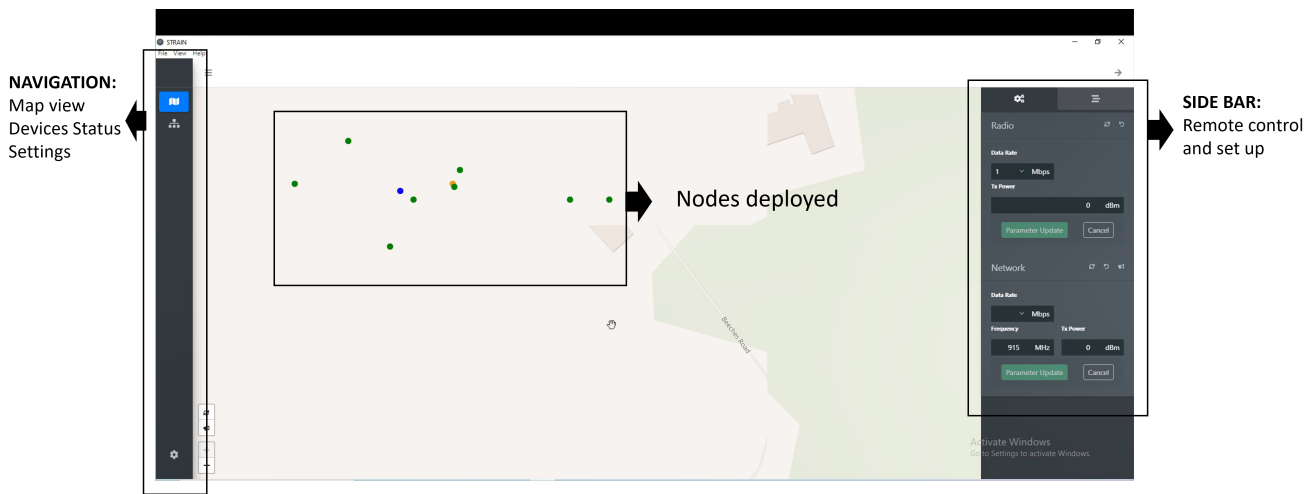 STRAIN
File View Help
NAVIGATION:
Map view
Devices Status
Settings
Nodes deployed
Beeches Road
Radio
Data Rate
1 Mbps
Tx Power
0 dBm
Parameter Update Cancel
Network
Data Rate
Mbps
Frequency Tx Power
915 MHz 0 dBm
Parameter Update Cancel
Activate Windows
Go to Settings to activate Windows.
SIDE BAR:
Remote control
and set up